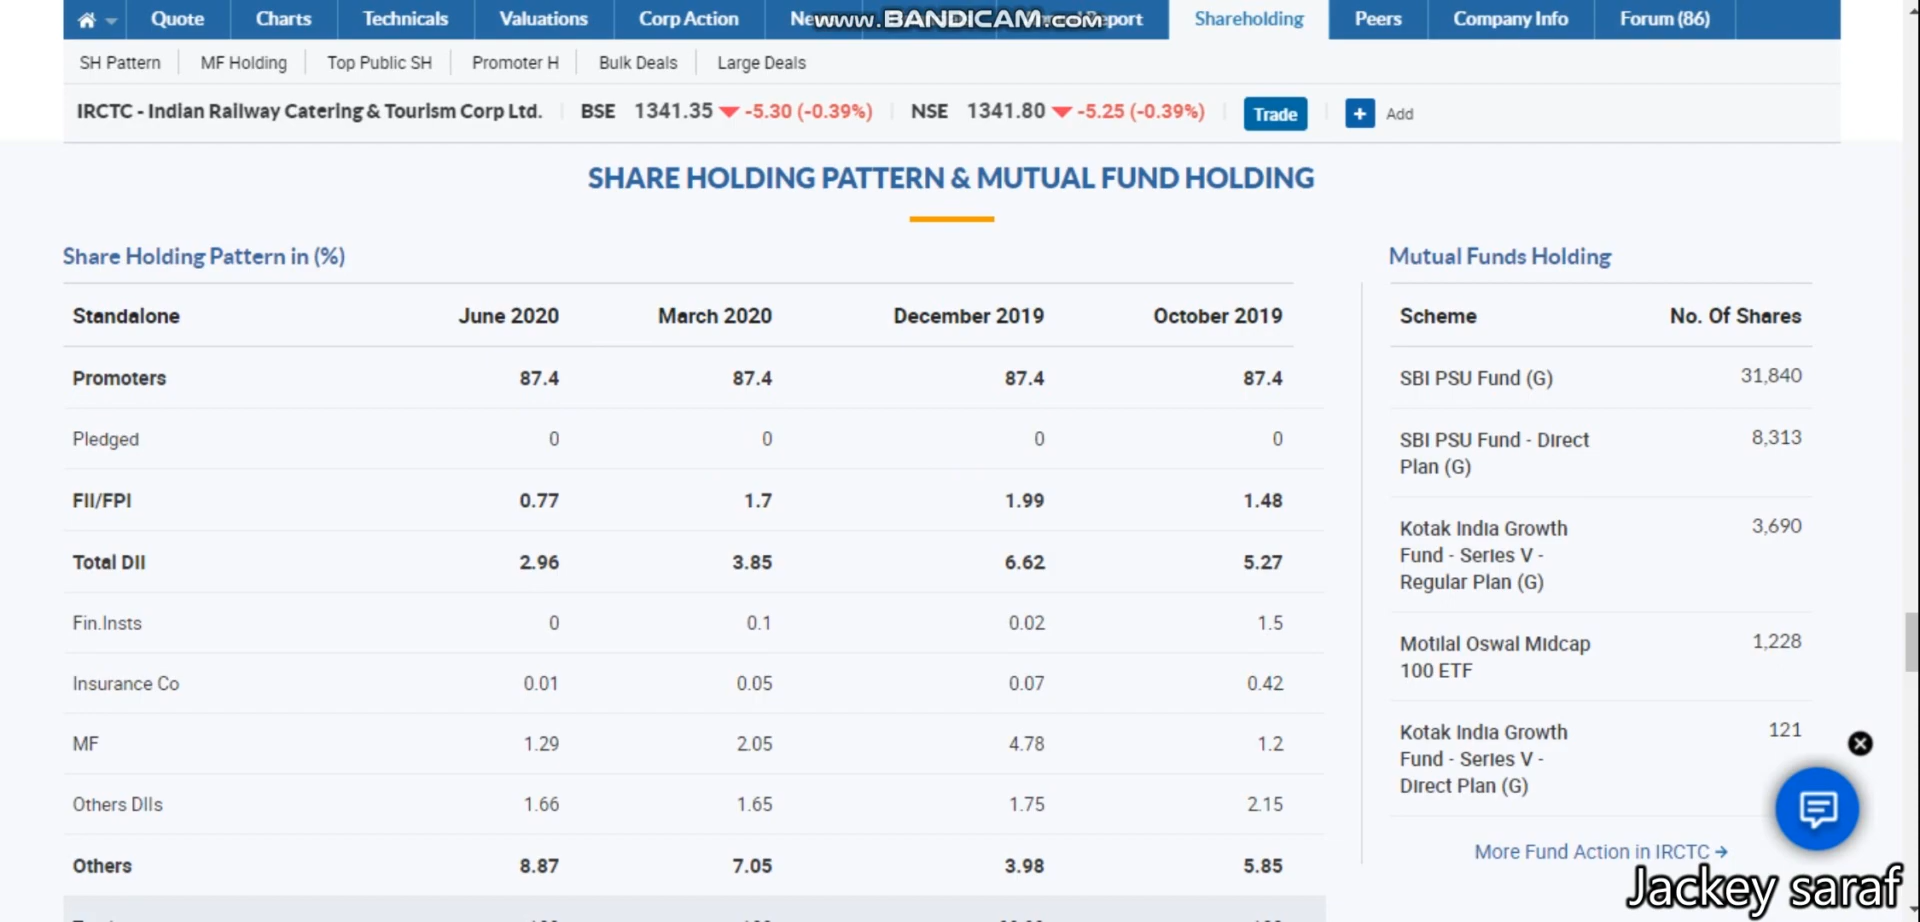 Quote Charts Technicals Valuations Corp Action Ne www.BANDICAM.com Report Shareholding Peers Company Info Forum (86)
SH Pattern MF Holding Top Public SH Promoter H Bulk Deals Large Deals
IRCTC - Indian Railway Catering & Tourism Corp Ltd. BSE 1341.35 -5.30 (-0.39%) NSE 1341.80 -5.25 (-0.39%) Trade + Add
SHARE HOLDING PATTERN & MUTUAL FUND HOLDING
Share Holding Pattern in (%)
Standalone June 2020 March 2020 December 2019 October 2019
Promoters 87.4 87.4 87.4 87.4
Pledged 0 0 0 0
FII/FPI 0.77 1.7 1.99 1.48
Total DII 2.96 3.85 6.62 5.27
Fin.Insts 0 0.1 0.02 1.5
Insurance Co 0.01 0.05 0.07 0.42
MF 1.29 2.05 4.78 1.2
Others DIIs 1.66 1.65 1.75 2.15
Others 8.87 7.05 3.98 5.85
Mutual Funds Holding
Scheme No. Of Shares
SBI PSU Fund (G) 31,840
SBI PSU Fund - Direct 8,313
Plan (G)
Kotak India Growth 3,690
Fund - Series V -
Regular Plan (G)
Motilal Oswal Midcap 1,228
100 ETF
Kotak India Growth 121
Fund - Series V -
Direct Plan (G)
More Fund Action in IRCTC →
Jackey saraf